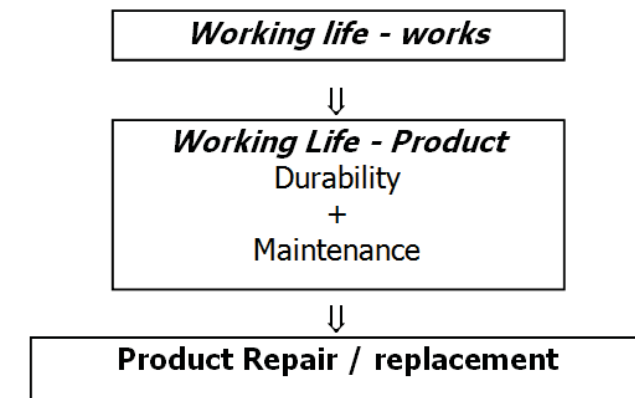 Working life - works
⇓
Working Life - Product
Durability
+
Maintenance
⇓
Product Repair / replacement